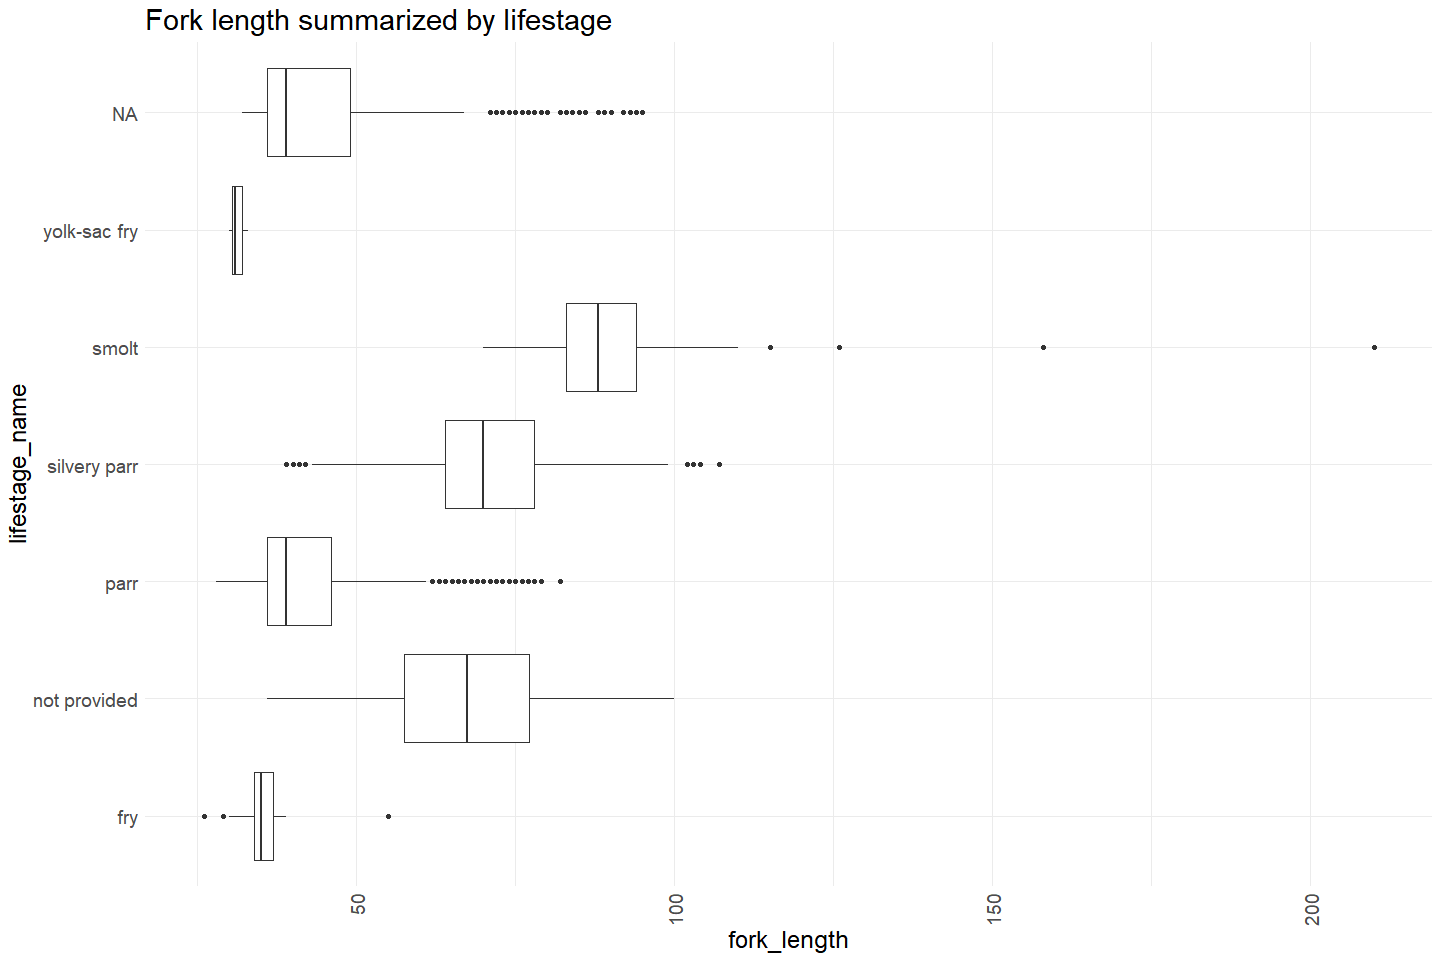 Fork length summarized by lifestage
NA
yolk-sac fry
smolt
silvery parr
parr
not provided
fry
lifestage_name
50
100
150
200
fork_length